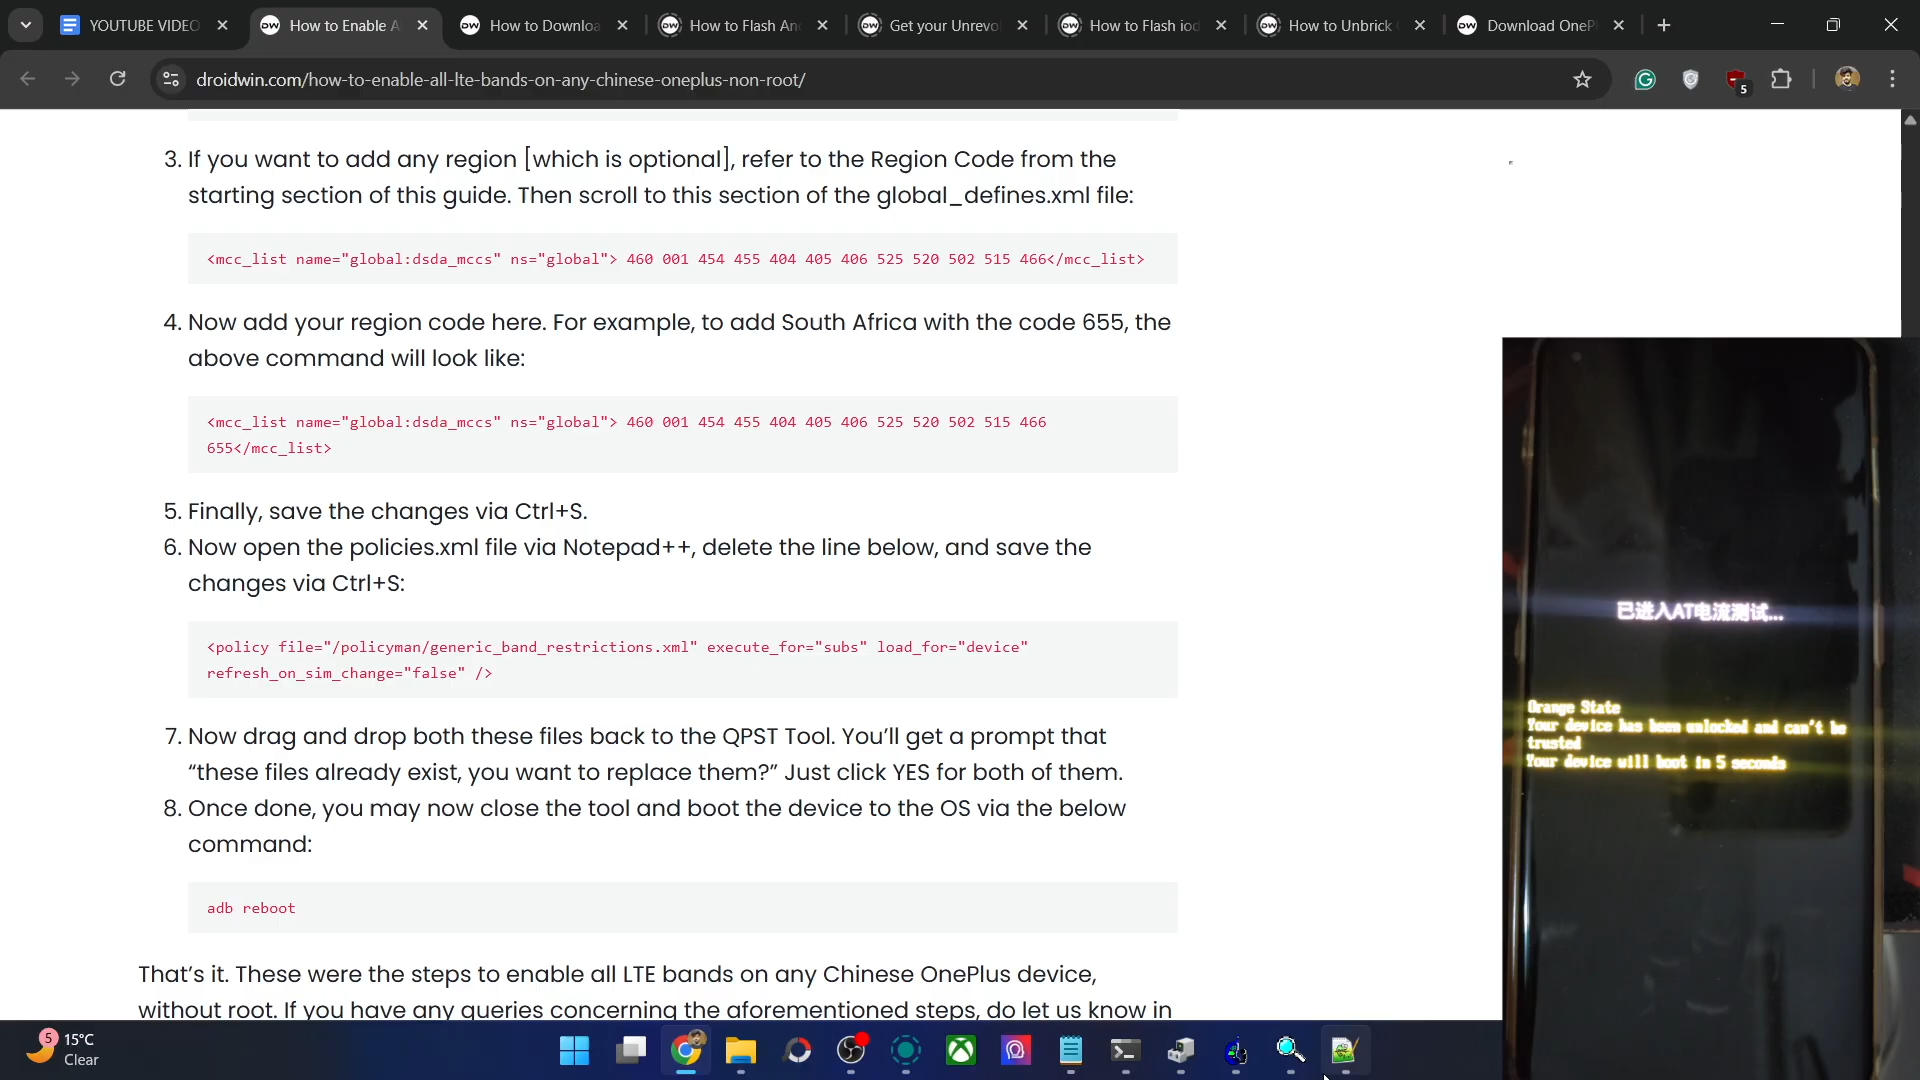 YOUTUBE VIDEO
How to Enable A
How to Downloa
How to Flash An
Get your Unrevo
How to Flash iod
How to Unbrick
Download OneP
droidwin.com/how-to-enable-all-lte-bands-on-any-chinese-oneplus-non-root/
5
3. If you want to add any region [which is optional], refer to the Region Code from the
starting section of this guide. Then scroll to this section of the global_defines.xml file:
<mcc_list name="global:dsda_mccs" ns="global"> 460 001 454 455 404 405 406 525 520 502 515 466</mcc_list>
4. Now add your region code here. For example, to add South Africa with the code 655, the
above command will look like:
<mcc_list name="global:dsda_mccs" ns="global"> 460 001 454 455 404 405 406 525 520 502 515 466
655</mcc_list>
5. Finally, save the changes via Ctrl+S.
6. Now open the policies.xml file via Notepad++, delete the line below, and save the
changes via Ctrl+S:
<policy file="/policyman/generic_band_restrictions.xml" execute_for="subs" load_for="device"
refresh_on_sim_change="false" />
7. Now drag and drop both these files back to the QPST Tool. You’ll get a prompt that
“these files already exist, you want to replace them?” Just click YES for both of them.
8. Once done, you may now close the tool and boot the device to the OS via the below
command:
adb reboot
That’s it. These were the steps to enable all LTE bands on any Chinese OnePlus device,
without root. If you have any queries concerning the aforementioned steps, do let us know in
已进入AT电流测试...
Orange State
Your device has been unlocked and can't be
trusted
Your device will boot in 5 seconds
5
15°C
Clear